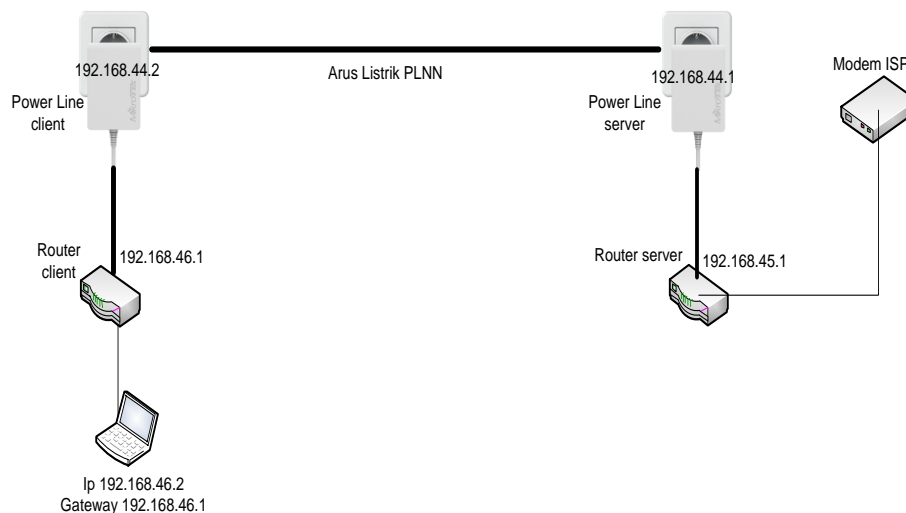 192.168.44.2
Power Line
client
Arus Listrik PLNN
192.168.44.1
Power Line
server
Modem ISP
Router
client
192.168.46.1
Router server
192.168.45.1
Ip 192.168.46.2
Gateway 192.168.46.1